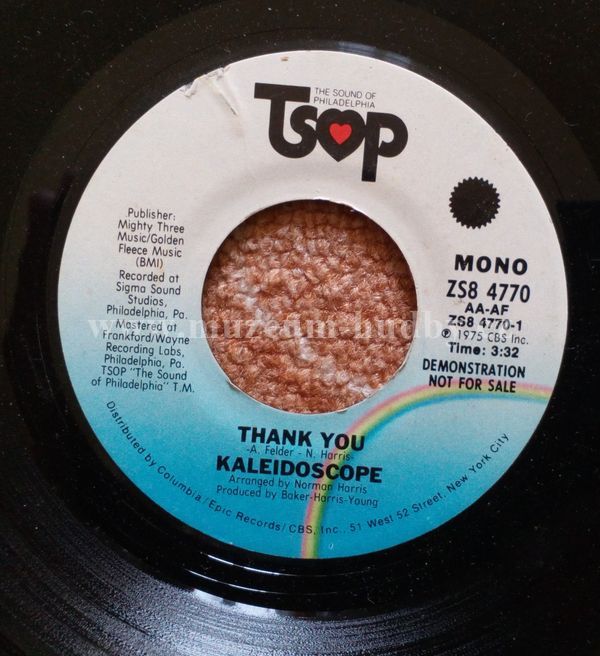 THE SOUND OF
PHILADELPHIA
TSOP
Publisher:
Mighty Three
Music/Golden
Fleece Music
(BMI)
Recorded at
Sigma Sound
Studios,
Philadelphia, Pa.
Mastered at
Frankford/Wayne
Recording Labs,
Philadelphia, Pa.
TSOP "The Sound
of Philadelphia" T.M.
MONO
ZS8 4770
AA-AF
ZS8 4770-1
℗ 1975 CBS Inc.
Time: 3:32
DEMONSTRATION
NOT FOR SALE
THANK YOU
-A. Felder - N. Harris-
KALEIDOSCOPE
Arranged by Norman Harris
Produced by Baker-Harris-Young
Distributed by Columbia/Epic Records/CBS, Inc., 51 West 52 Street, New York City